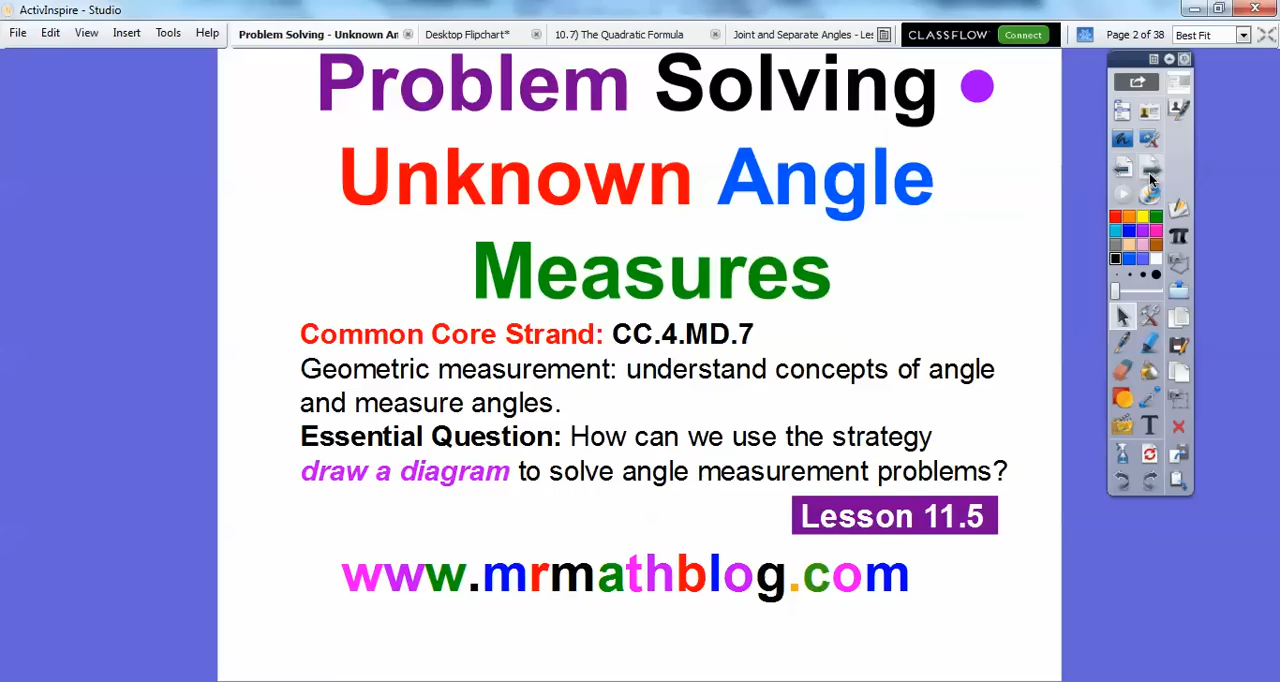 ActivInspire - Studio
File Edit View Insert Tools Help
Problem Solving - Unknown An
Desktop Flipchart*
10.7) The Quadratic Formula
Joint and Separate Angles - Les
CLASSFLOW Connect
Page 2 of 38
Best Fit
Problem Solving
Unknown Angle
Measures
Common Core Strand: CC.4.MD.7
Geometric measurement: understand concepts of angle
and measure angles.
Essential Question: How can we use the strategy
draw a diagram to solve angle measurement problems?
Lesson 11.5
www.mrmathblog.com